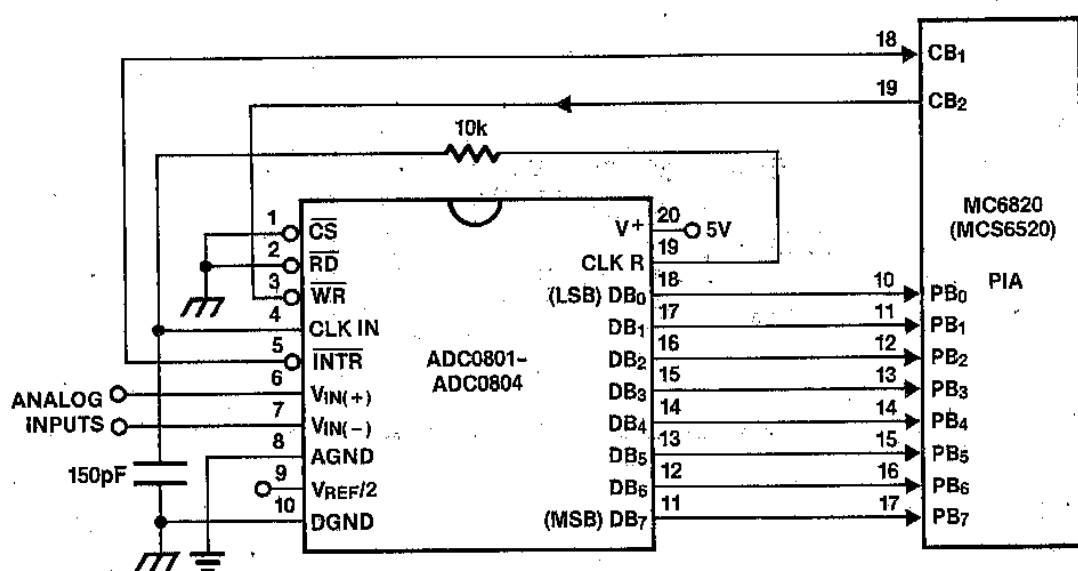 18
CB1
19
CB2
10k
MC6820
(MCS6520)
PIA
1
CS
2
RD
3
WR
4
CLK IN
5
INTR
6
VIN(+)
7
VIN(–)
8
AGND
9
VREF/2
10
DGND
ANALOG
INPUTS
150pF
ADC0801–
ADC0804
V+
20
5V
CLK R
19
(LSB) DB0
18
10
PB0
DB1
17
11
PB1
DB2
16
12
PB2
DB3
15
13
PB3
DB4
14
14
PB4
DB5
13
15
PB5
DB6
12
16
PB6
(MSB) DB7
11
17
PB7